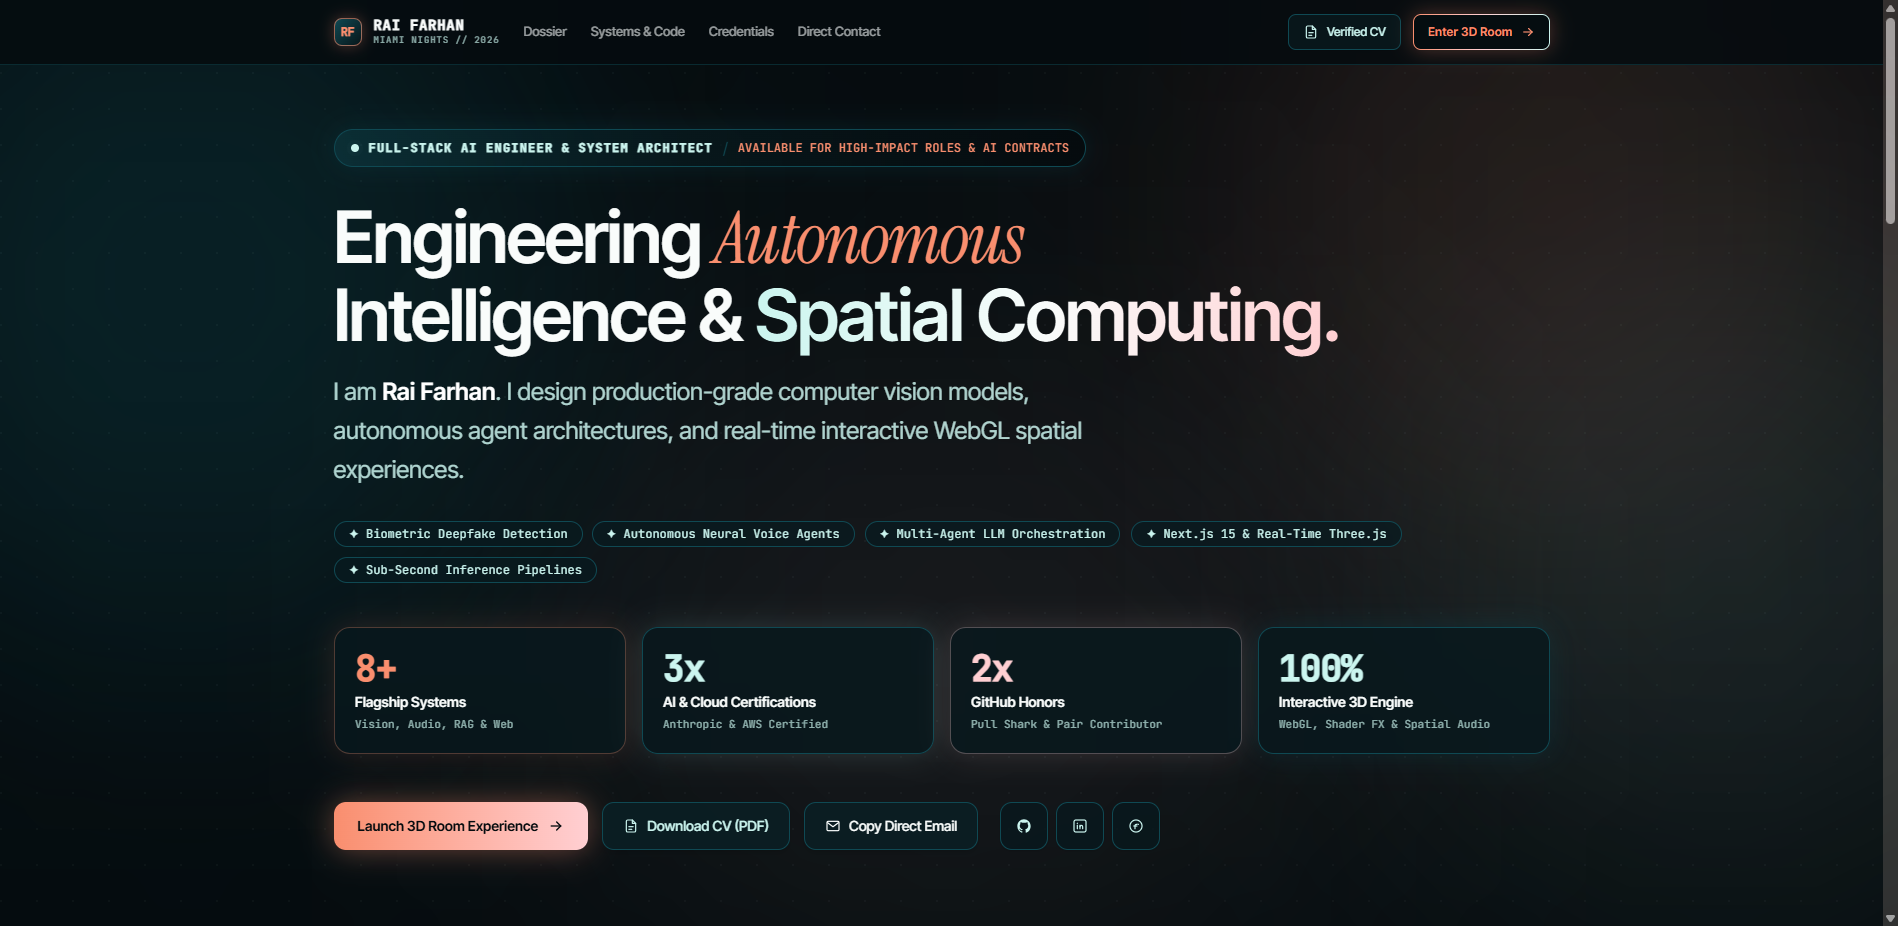 RF
RAI FARHAN
MIAMI NIGHTS // 2026
Dossier
Systems & Code
Credentials
Direct Contact
Verified CV
Enter 3D Room →
FULL-STACK AI ENGINEER & SYSTEM ARCHITECT / AVAILABLE FOR HIGH-IMPACT ROLES & AI CONTRACTS
Engineering Autonomous
Intelligence & Spatial Computing.
I am Rai Farhan. I design production-grade computer vision models,
autonomous agent architectures, and real-time interactive WebGL spatial
experiences.
✦ Biometric Deepfake Detection
✦ Autonomous Neural Voice Agents
✦ Multi-Agent LLM Orchestration
✦ Next.js 15 & Real-Time Three.js
✦ Sub-Second Inference Pipelines
8+
Flagship Systems
Vision, Audio, RAG & Web
3x
AI & Cloud Certifications
Anthropic & AWS Certified
2x
GitHub Honors
Pull Shark & Pair Contributor
100%
Interactive 3D Engine
WebGL, Shader FX & Spatial Audio
Launch 3D Room Experience →
Download CV (PDF)
Copy Direct Email